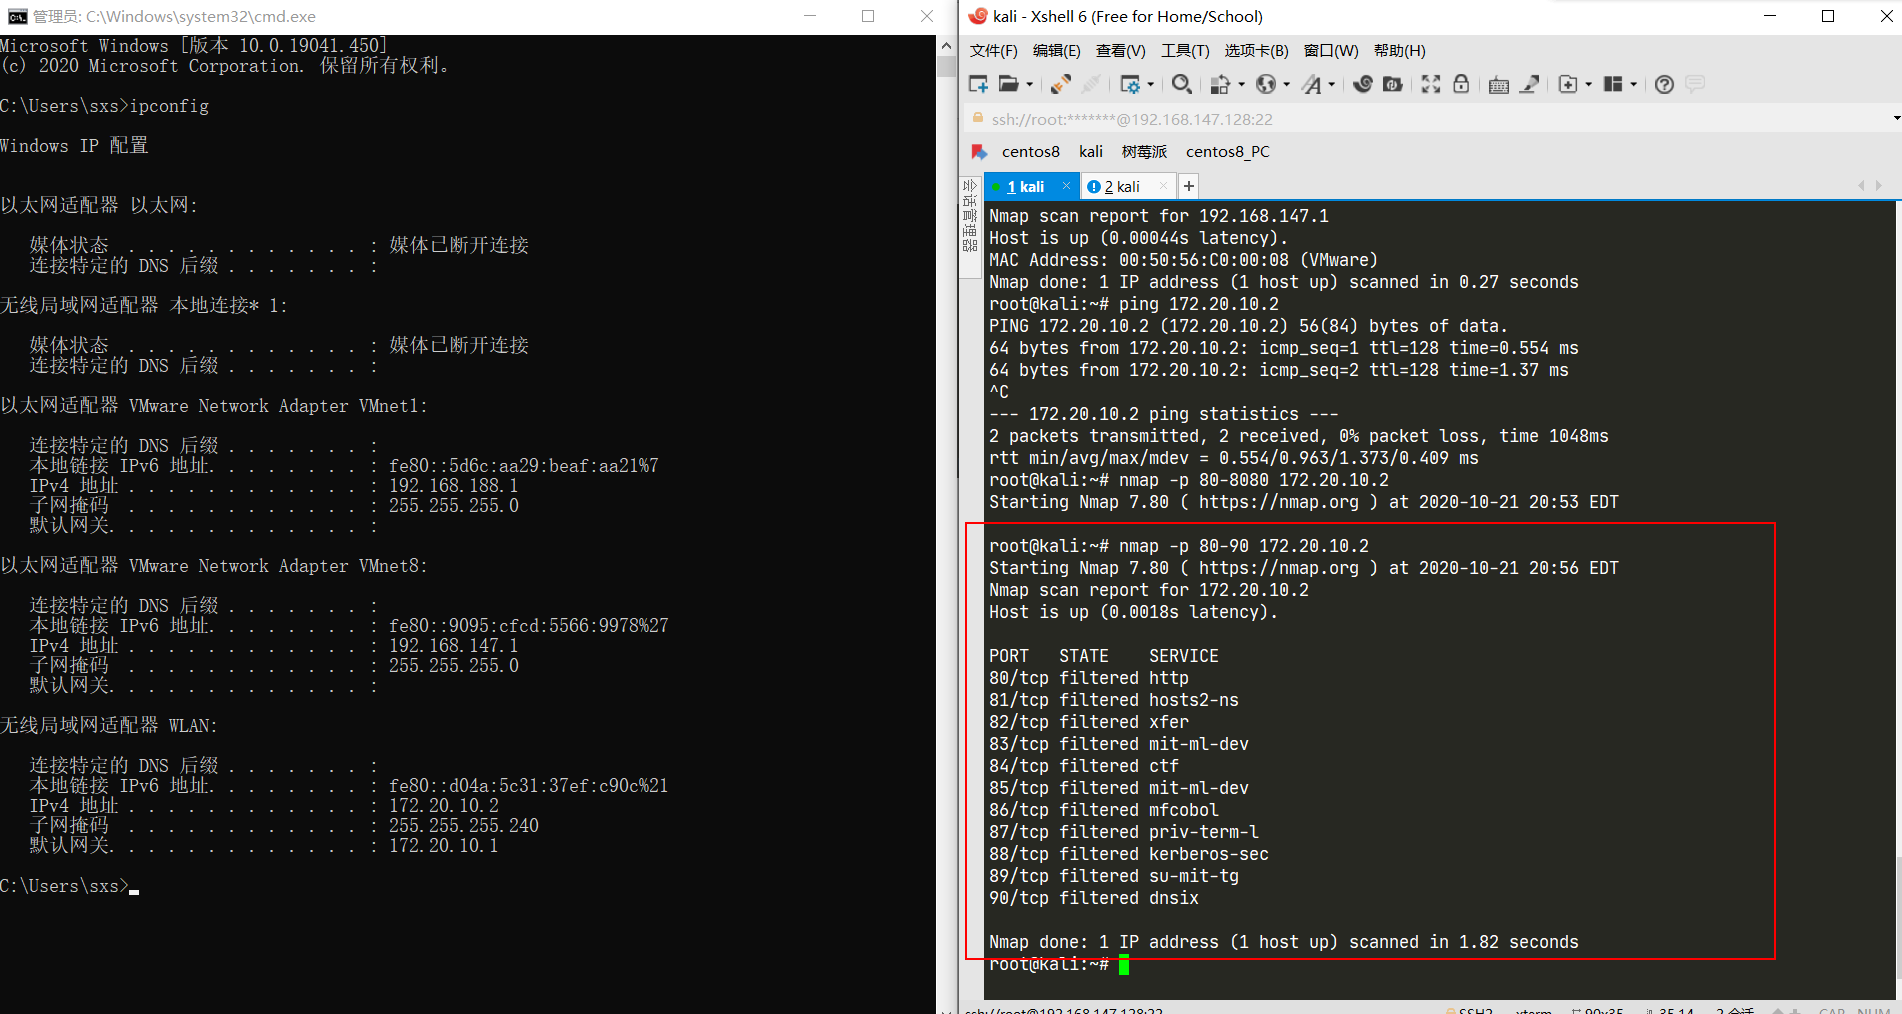 管理员: C:\Windows\system32\cmd.exe
Microsoft Windows [版本 10.0.19041.450]
(c) 2020 Microsoft Corporation. 保留所有权利。
C:\Users\sxs>ipconfig
Windows IP 配置
以太网适配器 以太网:
媒体状态  . . . . . . . . . . . . : 媒体已断开连接
连接特定的 DNS 后缀 . . . . . . . :
无线局域网适配器 本地连接* 1:
媒体状态  . . . . . . . . . . . . : 媒体已断开连接
连接特定的 DNS 后缀 . . . . . . . :
以太网适配器 VMware Network Adapter VMnet1:
连接特定的 DNS 后缀 . . . . . . . :
本地链接 IPv6 地址. . . . . . . . : fe80::5d6c:aa29:beaf:aa21%7
IPv4 地址 . . . . . . . . . . . . : 192.168.188.1
子网掩码  . . . . . . . . . . . . : 255.255.255.0
默认网关. . . . . . . . . . . . . :
以太网适配器 VMware Network Adapter VMnet8:
连接特定的 DNS 后缀 . . . . . . . :
本地链接 IPv6 地址. . . . . . . . : fe80::9095:cfcd:5566:9978%27
IPv4 地址 . . . . . . . . . . . . : 192.168.147.1
子网掩码  . . . . . . . . . . . . : 255.255.255.0
默认网关. . . . . . . . . . . . . :
无线局域网适配器 WLAN:
连接特定的 DNS 后缀 . . . . . . . :
本地链接 IPv6 地址. . . . . . . . : fe80::d04a:5c31:37ef:c90c%21
IPv4 地址 . . . . . . . . . . . . : 172.20.10.2
子网掩码  . . . . . . . . . . . . : 255.255.255.240
默认网关. . . . . . . . . . . . . : 172.20.10.1
C:\Users\sxs>
kali - Xshell 6 (Free for Home/School)
文件(F) 编辑(E) 查看(V) 工具(T) 选项卡(B) 窗口(W) 帮助(H)
ssh://root:*******@192.168.147.128:22
centos8 kali 树莓派 centos8_PC
会话管理器
1 kali 2 kali
Nmap scan report for 192.168.147.1
Host is up (0.00044s latency).
MAC Address: 00:50:56:C0:00:08 (VMware)
Nmap done: 1 IP address (1 host up) scanned in 0.27 seconds
root@kali:~# ping 172.20.10.2
PING 172.20.10.2 (172.20.10.2) 56(84) bytes of data.
64 bytes from 172.20.10.2: icmp_seq=1 ttl=128 time=0.554 ms
64 bytes from 172.20.10.2: icmp_seq=2 ttl=128 time=1.37 ms
^C
--- 172.20.10.2 ping statistics ---
2 packets transmitted, 2 received, 0% packet loss, time 1048ms
rtt min/avg/max/mdev = 0.554/0.963/1.373/0.409 ms
root@kali:~# nmap -p 80-8080 172.20.10.2
Starting Nmap 7.80 ( https://nmap.org ) at 2020-10-21 20:53 EDT
root@kali:~# nmap -p 80-90 172.20.10.2
Starting Nmap 7.80 ( https://nmap.org ) at 2020-10-21 20:56 EDT
Nmap scan report for 172.20.10.2
Host is up (0.0018s latency).
PORT   STATE    SERVICE
80/tcp filtered http
81/tcp filtered hosts2-ns
82/tcp filtered xfer
83/tcp filtered mit-ml-dev
84/tcp filtered ctf
85/tcp filtered mit-ml-dev
86/tcp filtered mfcobol
87/tcp filtered priv-term-l
88/tcp filtered kerberos-sec
89/tcp filtered su-mit-tg
90/tcp filtered dnsix
Nmap done: 1 IP address (1 host up) scanned in 1.82 seconds
root@kali:~#
ssh://root@192.168.147.128:22 SSH2 xterm 90x35 35,14 2 会话 CAP NUM